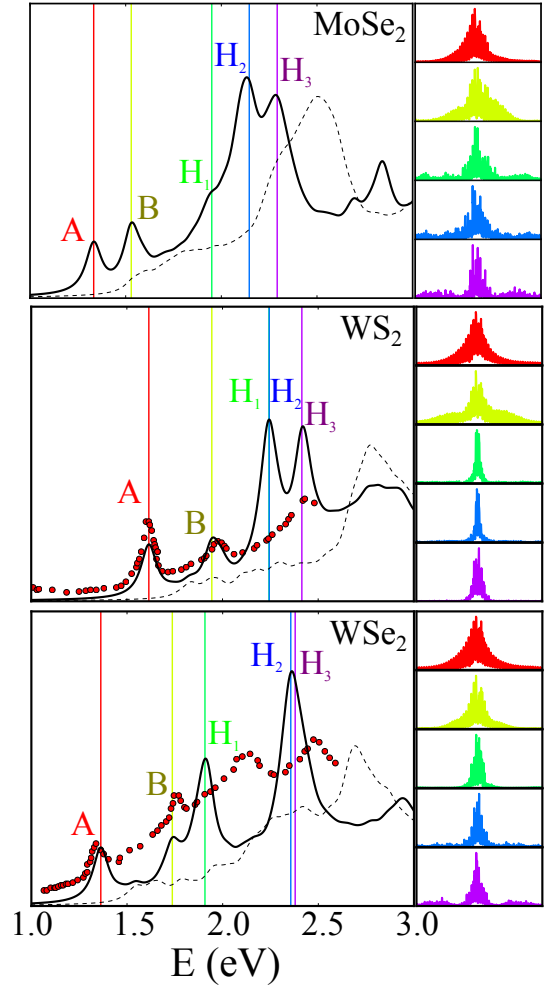 MoSe₂
H₂
H₃
H₁
B
A
WS₂
H₁ H₂
H₃
A
B
WSe₂
H₂
H₃
H₁
B
A
1.0 1.5 2.0 2.5 3.0
E (eV)